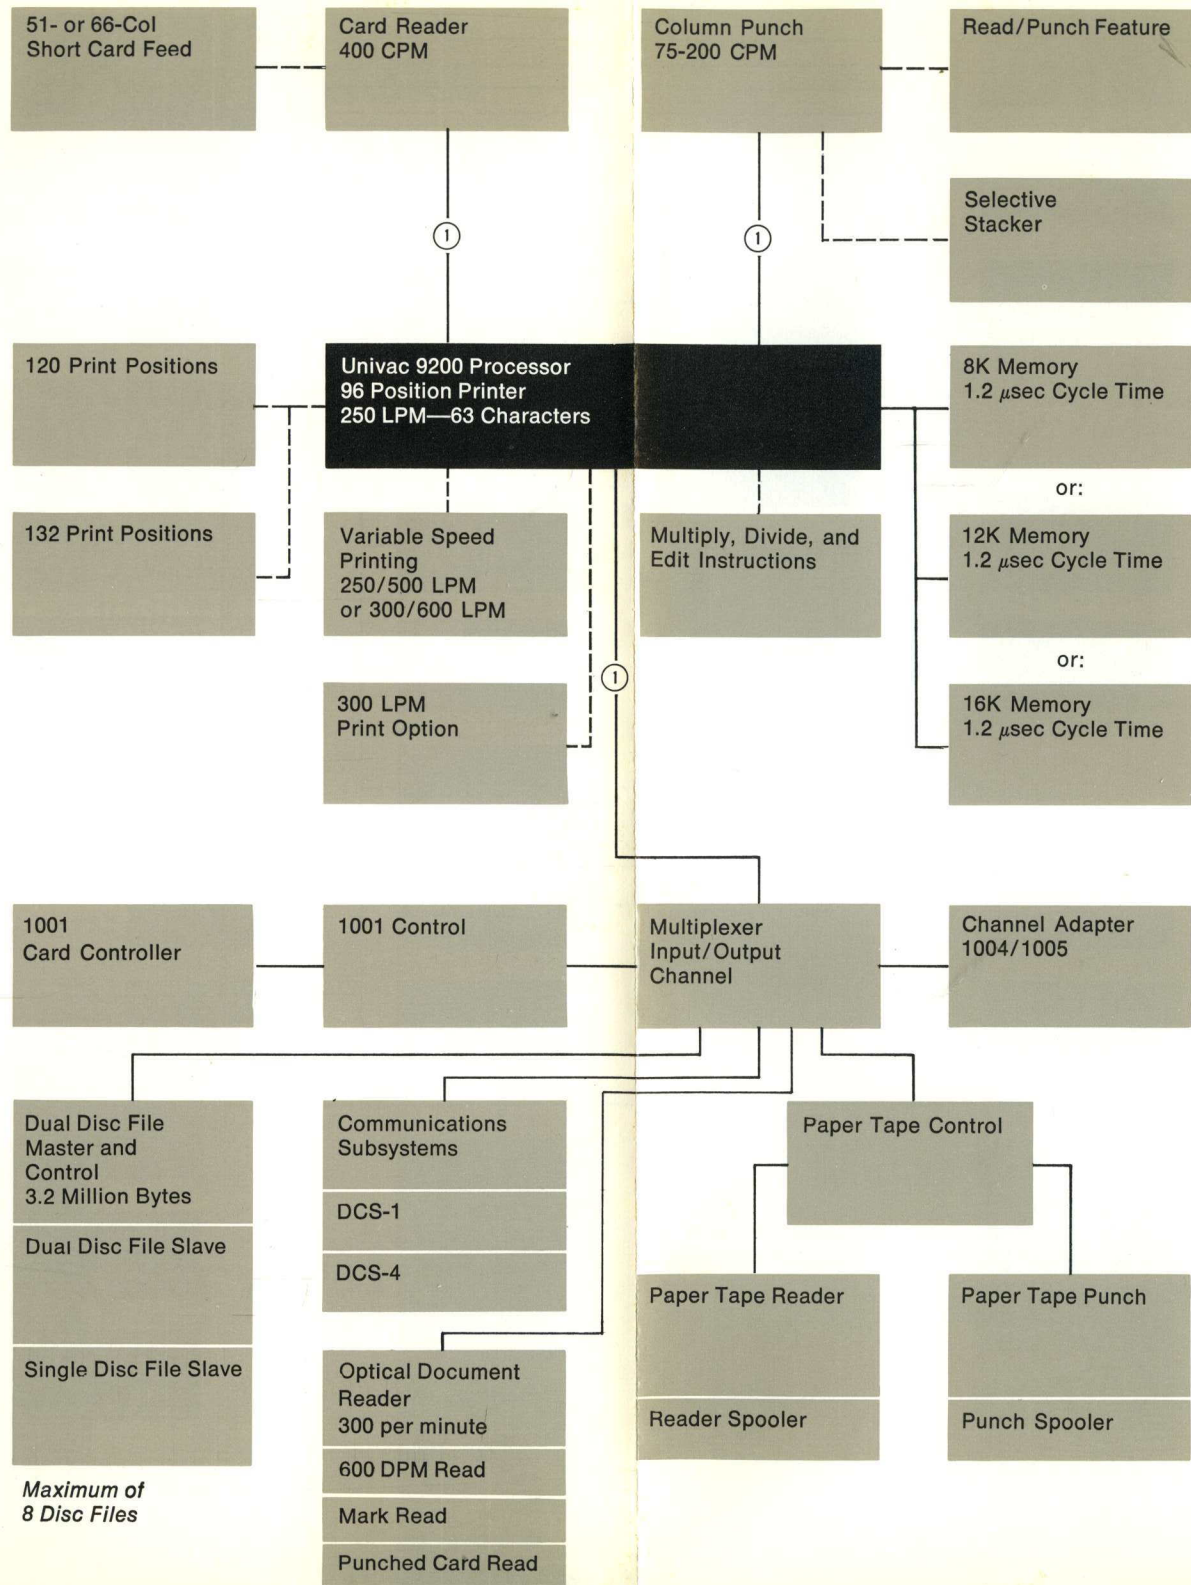 51- or 66-Col
Short Card Feed
Card Reader
400 CPM
Column Punch
75-200 CPM
Read/Punch Feature
Selective
Stacker
1
1
120 Print Positions
Univac 9200 Processor
96 Position Printer
250 LPM—63 Characters
8K Memory
1.2 μsec Cycle Time
or:
132 Print Positions
Variable Speed
Printing
250/500 LPM
or 300/600 LPM
Multiply, Divide, and
Edit Instructions
12K Memory
1.2 μsec Cycle Time
or:
1
300 LPM
Print Option
16K Memory
1.2 μsec Cycle Time
1001
Card Controller
1001 Control
Multiplexer
Input/Output
Channel
Channel Adapter
1004/1005
Dual Disc File
Master and
Control
3.2 Million Bytes
Dual Disc File Slave
Single Disc File Slave
Maximum of
8 Disc Files
Communications
Subsystems
DCS-1
DCS-4
Optical Document
Reader
300 per minute
600 DPM Read
Mark Read
Punched Card Read
Paper Tape Control
Paper Tape Reader
Reader Spooler
Paper Tape Punch
Punch Spooler